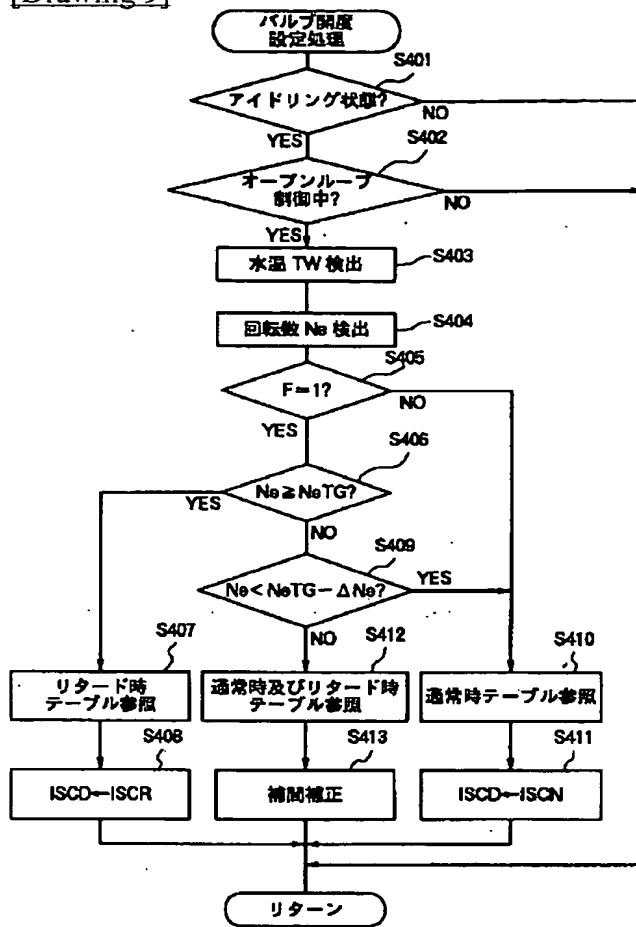 [Drawing 9]
バルブ開度
設定処理
S401
アイドリング状態?
NO
YES
S402
オープンループ
制御中?
NO
YES
S403
水温 TW 検出
S404
回転数 Ne 検出
S405
F=1?
NO
YES
S406
Ne≧NeTG?
YES
NO
S409
Ne<NeTG-ΔNe?
YES
NO
S407
リタード時
テーブル参照
S412
通常時及びリタード時
テーブル参照
S410
通常時テーブル参照
S408
ISCD←ISCR
S413
補間補正
S411
ISCD←ISCN
リターン